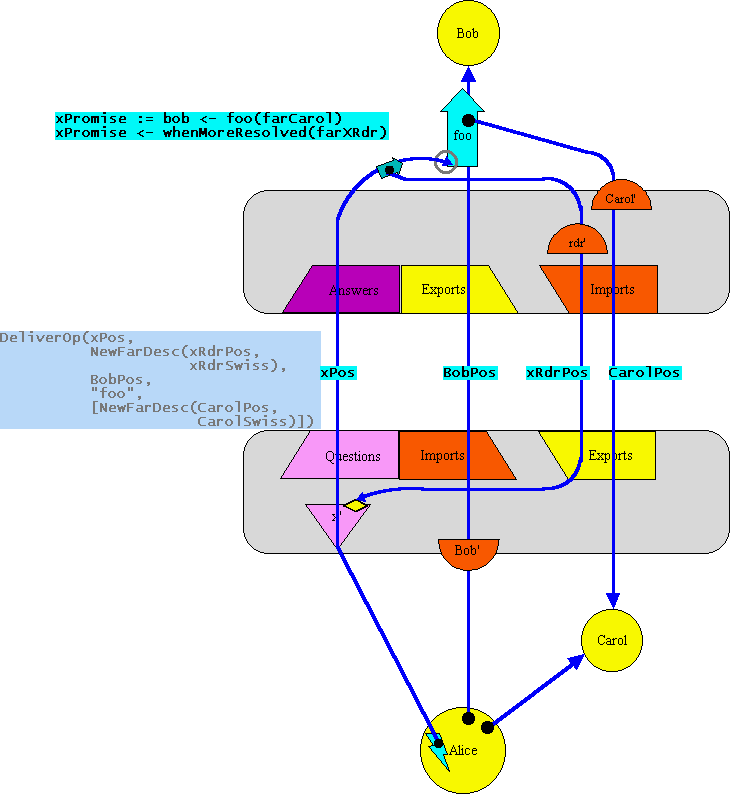 Bob
xPromise := bob <- foo(farCarol)
xPromise <- whenMoreResolved(farXRdr)
foo
Carol'
rdr'
Answers
Exports
Imports
DeliverOp(xPos,
NewFarDesc(xRdrPos,
xRdrSwiss),
BobPos,
"foo",
[NewFarDesc(CarolPos,
CarolSwiss)])
xPos
BobPos
xRdrPos
CarolPos
Questions
Imports
Exports
x'
Bob'
Carol
Alice